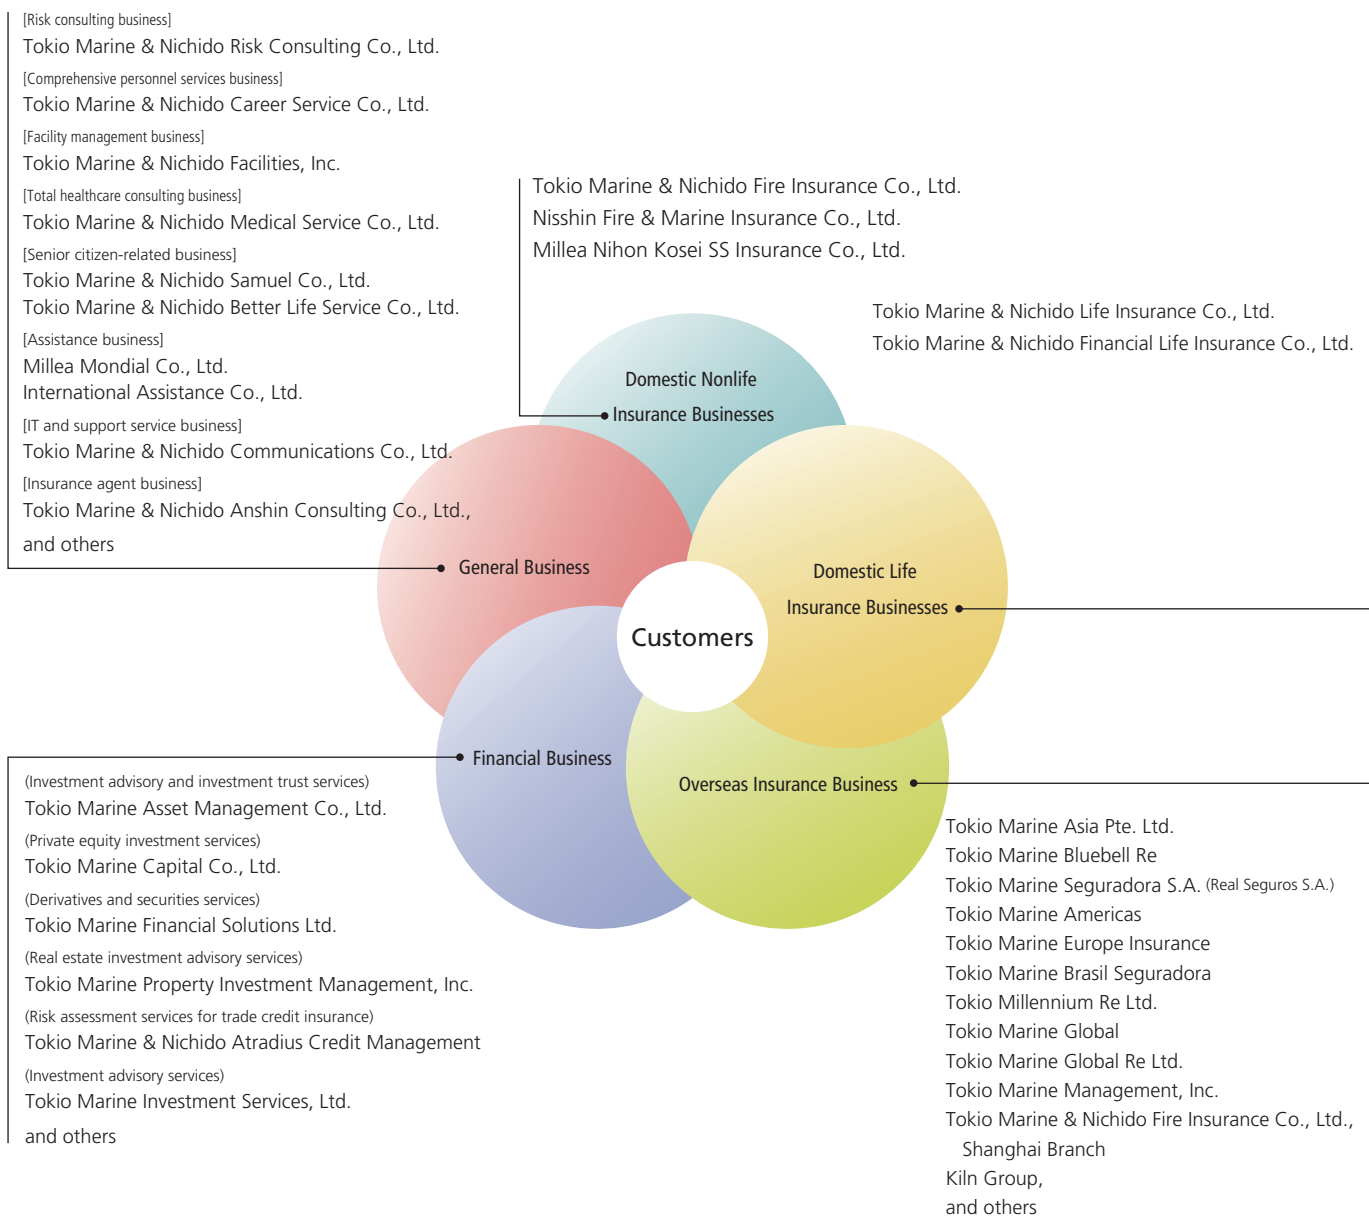 [Risk consulting business]
Tokio Marine & Nichido Risk Consulting Co., Ltd.
[Comprehensive personnel services business]
Tokio Marine & Nichido Career Service Co., Ltd.
[Facility management business]
Tokio Marine & Nichido Facilities, Inc.
[Total healthcare consulting business]
Tokio Marine & Nichido Medical Service Co., Ltd.
[Senior citizen-related business]
Tokio Marine & Nichido Samuel Co., Ltd.
Tokio Marine & Nichido Better Life Service Co., Ltd.
[Assistance business]
Millea Mondial Co., Ltd.
International Assistance Co., Ltd.
[IT and support service business]
Tokio Marine & Nichido Communications Co., Ltd.
[Insurance agent business]
Tokio Marine & Nichido Anshin Consulting Co., Ltd.,
and others
General Business
Tokio Marine & Nichido Fire Insurance Co., Ltd.
Nisshin Fire & Marine Insurance Co., Ltd.
Millea Nihon Kosei SS Insurance Co., Ltd.
Domestic Nonlife
Insurance Businesses
Tokio Marine & Nichido Life Insurance Co., Ltd.
Tokio Marine & Nichido Financial Life Insurance Co., Ltd.
Domestic Life
Insurance Businesses
Customers
Financial Business
(Investment advisory and investment trust services)
Tokio Marine Asset Management Co., Ltd.
(Private equity investment services)
Tokio Marine Capital Co., Ltd.
(Derivatives and securities services)
Tokio Marine Financial Solutions Ltd.
(Real estate investment advisory services)
Tokio Marine Property Investment Management, Inc.
(Risk assessment services for trade credit insurance)
Tokio Marine & Nichido Atradius Credit Management
(Investment advisory services)
Tokio Marine Investment Services, Ltd.
and others
Overseas Insurance Business
Tokio Marine Asia Pte. Ltd.
Tokio Marine Bluebell Re
Tokio Marine Seguradora S.A. (Real Seguros S.A.)
Tokio Marine Americas
Tokio Marine Europe Insurance
Tokio Marine Brasil Seguradora
Tokio Millennium Re Ltd.
Tokio Marine Global
Tokio Marine Global Re Ltd.
Tokio Marine Management, Inc.
Tokio Marine & Nichido Fire Insurance Co., Ltd.,
Shanghai Branch
Kiln Group,
and others